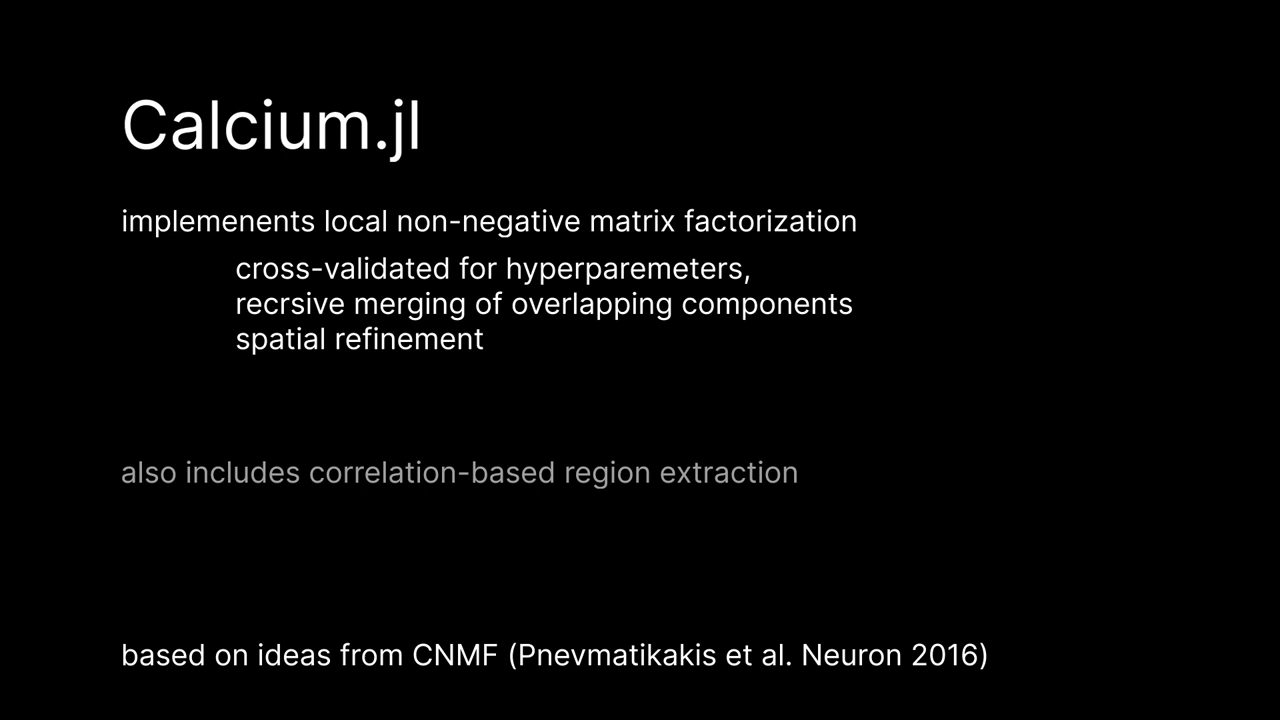 Calcium.jl
implemenents local non-negative matrix factorization
cross-validated for hyperparemeters,
recrsive merging of overlapping components
spatial refinement
also includes correlation-based region extraction
based on ideas from CNMF (Pnevmatikakis et al. Neuron 2016)